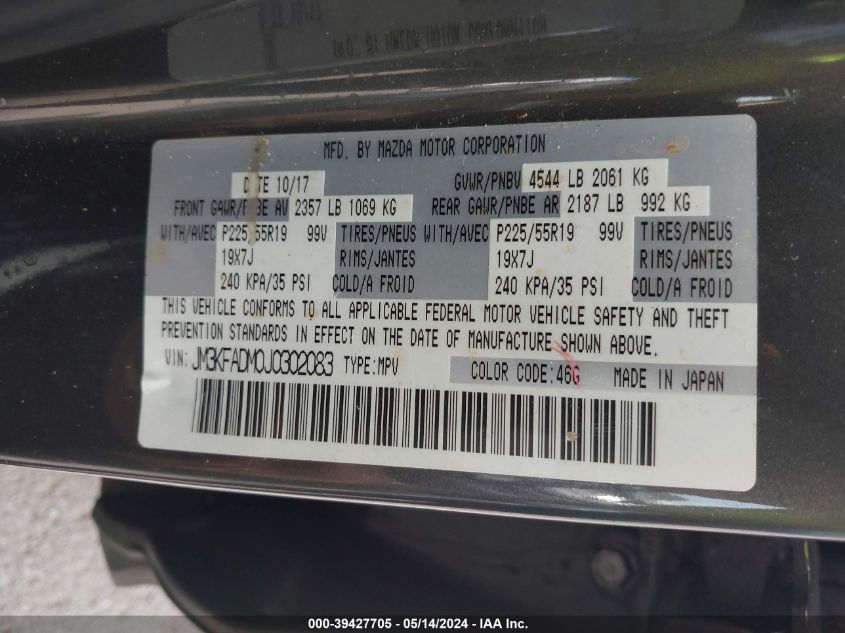 MFD. BY MAZDA MOTOR CORPORATION
DATE 10/17 GVWR/PNBV 4544 LB 2061 KG
FRONT GAWR/PNBE AV 2357 LB 1069 KG REAR GAWR/PNBE AR 2187 LB 992 KG
WITH/AVEC P225/55R19 99V TIRES/PNEUS WITH/AVEC P225/55R19 99V TIRES/PNEUS
19X7J RIMS/JANTES 19X7J RIMS/JANTES
240 KPA/35 PSI COLD/A FROID 240 KPA/35 PSI COLD/A FROID
THIS VEHICLE CONFORMS TO ALL APPLICABLE FEDERAL MOTOR VEHICLE SAFETY AND THEFT
PREVENTION STANDARDS IN EFFECT ON THE DATE OF MANUFACTURE SHOWN ABOVE.
VIN: JM3KFADM0J0302083 TYPE:MPV COLOR CODE:46G MADE IN JAPAN
000-39427705 - 05/14/2024 - IAA Inc.